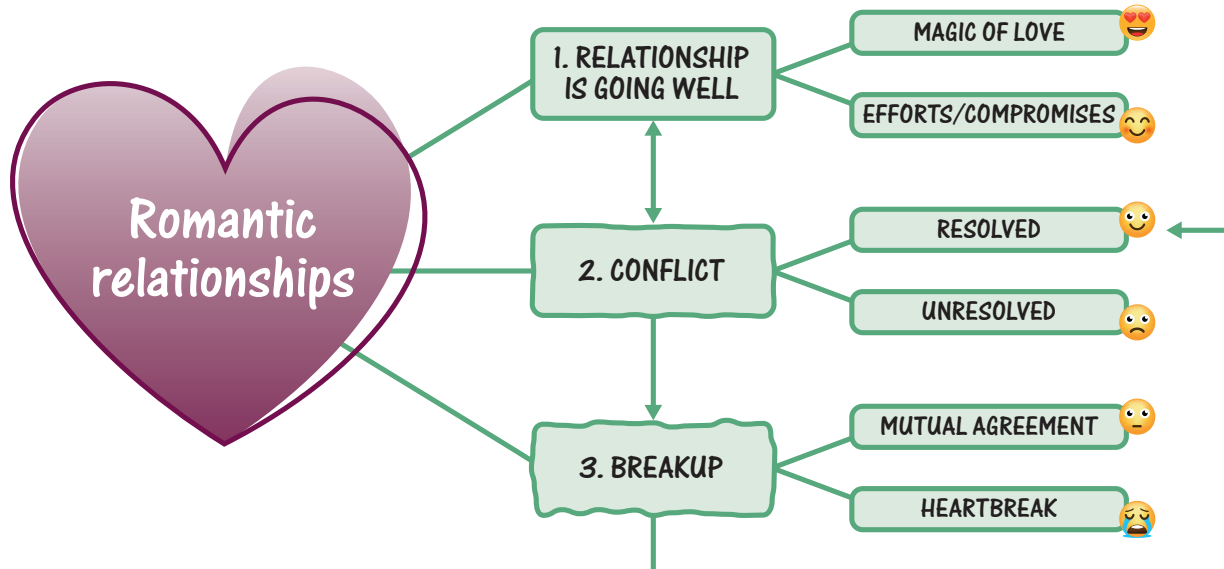 Romantic
relationships
1. RELATIONSHIP
IS GOING WELL
MAGIC OF LOVE
EFFORTS/COMPROMISES
2. CONFLICT
RESOLVED
UNRESOLVED
3. BREAKUP
MUTUAL AGREEMENT
HEARTBREAK